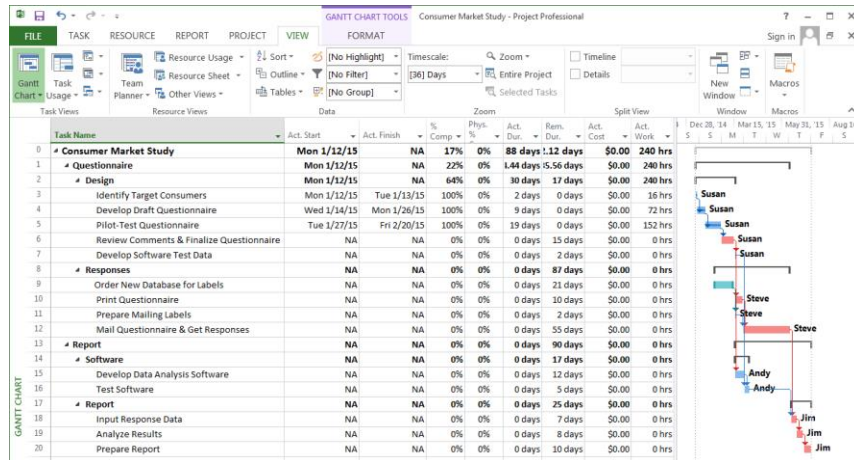 GANTT CHART TOOLS Consumer Market Study - Project Professional ?
FILE TASK RESOURCE REPORT PROJECT VIEW FORMAT Sign in
Gantt Chart
Task Usage
Team Planner
Resource Usage
Resource Sheet
Other Views
Sort
Outline
Tables
[No Highlight]
[No Filter]
[No Group]
Timescale:
[36] Days
Zoom
Entire Project
Selected Tasks
Timeline
Details
New Window
Macros
Task Views Resource Views Data Zoom Split View Window Macros
Task Name Act. Start Act. Finish % Comp Phys. % Act. Dur. Rem. Dur. Act. Cost Act. Work Dec 28, '14 Mar 15, '15 May 31, '15 Aug
S S M T T F S
0 Consumer Market Study Mon 1/12/15 NA 17% 0% 88 days !.12 days $0.00 240 hrs
1 Questionnaire Mon 1/12/15 NA 22% 0% .44 days 5.56 days $0.00 240 hrs
2 Design Mon 1/12/15 NA 64% 0% 30 days 17 days $0.00 240 hrs
3 Identify Target Consumers Mon 1/12/15 Tue 1/13/15 100% 0% 2 days 0 days $0.00 16 hrs Susan
4 Develop Draft Questionnaire Wed 1/14/15 Mon 1/26/15 100% 0% 9 days 0 days $0.00 72 hrs Susan
5 Pilot-Test Questionnaire Tue 1/27/15 Fri 2/20/15 100% 0% 19 days 0 days $0.00 152 hrs Susan
6 Review Comments & Finalize Questionnaire NA NA 0% 0% 0 days 15 days $0.00 0 hrs Susan
7 Develop Software Test Data NA NA 0% 0% 0 days 2 days $0.00 0 hrs Susan
8 Responses NA NA 0% 0% 0 days 87 days $0.00 0 hrs
9 Order New Database for Labels NA NA 0% 0% 0 days 21 days $0.00 0 hrs
10 Print Questionnaire NA NA 0% 0% 0 days 10 days $0.00 0 hrs Steve
11 Prepare Mailing Labels NA NA 0% 0% 0 days 2 days $0.00 0 hrs Steve
12 Mail Questionnaire & Get Responses NA NA 0% 0% 0 days 55 days $0.00 0 hrs Steve
13 Report NA NA 0% 0% 0 days 90 days $0.00 0 hrs
14 Software NA NA 0% 0% 0 days 17 days $0.00 0 hrs
15 Develop Data Analysis Software NA NA 0% 0% 0 days 12 days $0.00 0 hrs Andy
16 Test Software NA NA 0% 0% 0 days 5 days $0.00 0 hrs Andy
17 Report NA NA 0% 0% 0 days 25 days $0.00 0 hrs
18 Input Response Data NA NA 0% 0% 0 days 7 days $0.00 0 hrs Jim
19 Analyze Results NA NA 0% 0% 0 days 8 days $0.00 0 hrs Jim
20 Prepare Report NA NA 0% 0% 0 days 10 days $0.00 0 hrs Jim
GANTT CHART